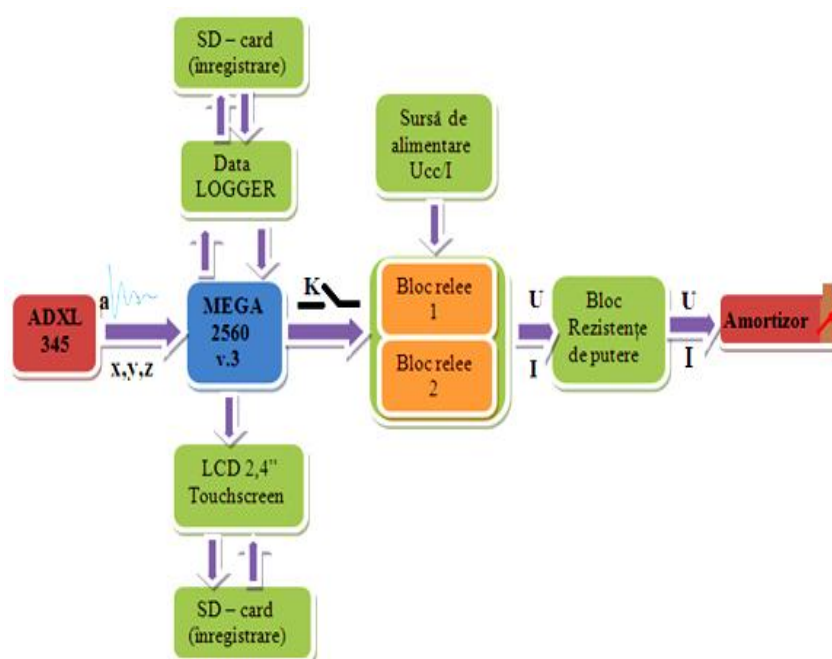 SD – card
(înregistrare)
Data
LOGGER
Sursă de
alimentare
Ucc/I
ADXL
345
a
x,y,z
MEGA
2560
v.3
K
Bloc relee
1
Bloc relee
2
U
I
Bloc
Rezistențe
de putere
U
I
Amortizor
LCD 2,4"
Touchscreen
SD – card
(înregistrare)